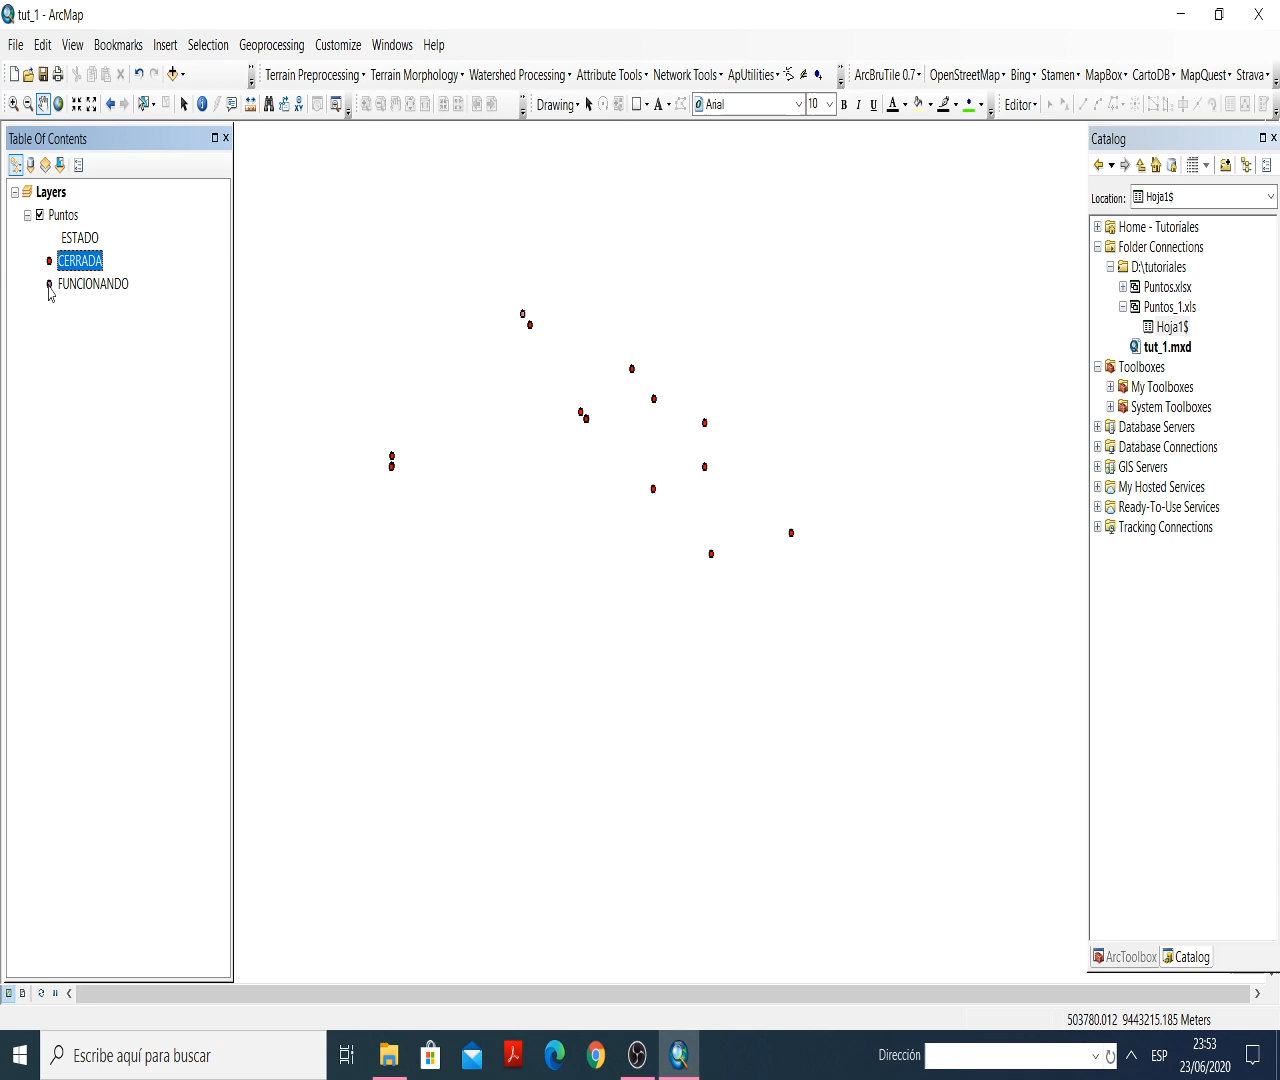 tut_1 - ArcMap
File Edit View Bookmarks Insert Selection Geoprocessing Customize Windows Help
Terrain Preprocessing Terrain Morphology Watershed Processing Attribute Tools Network Tools ApUtilities ArcBruTile 0.7 OpenStreetMap Bing Stamen MapBox CartoDB MapQuest Strava
Drawing A Arial 10 B I U A Editor
Table Of Contents
Catalog
Layers
Location: Hoja1$
Puntos
ESTADO
CERRADA
FUNCIONANDO
Home - Tutoriales
Folder Connections
D:\tutoriales
Puntos.xlsx
Puntos_1.xls
Hoja1$
tut_1.mxd
Toolboxes
My Toolboxes
System Toolboxes
Database Servers
Database Connections
GIS Servers
My Hosted Services
Ready-To-Use Services
Tracking Connections
ArcToolbox Catalog
503780.012 9443215.185 Meters
Escribe aquí para buscar
Dirección
ESP
23:53
23/06/2020